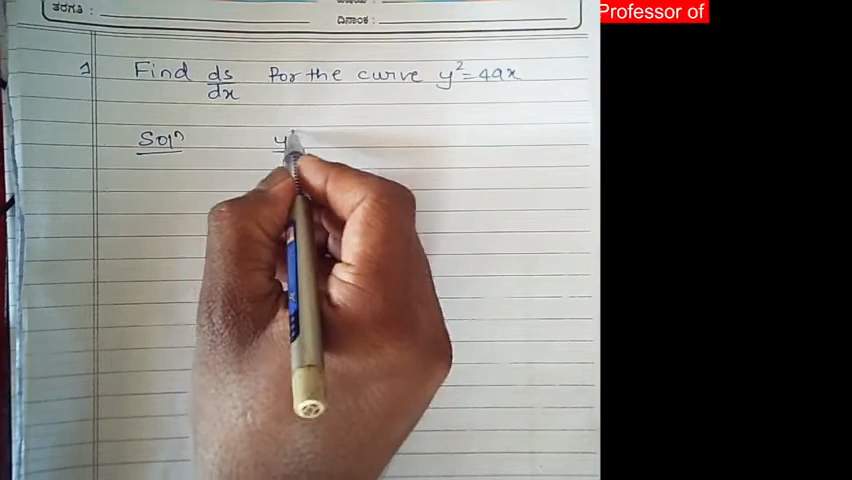 ತರಗತಿ :
ದಿನಾಂಕ :
Professor of
1 Find ds/dx For the curve y² = 4ax
Solⁿ y